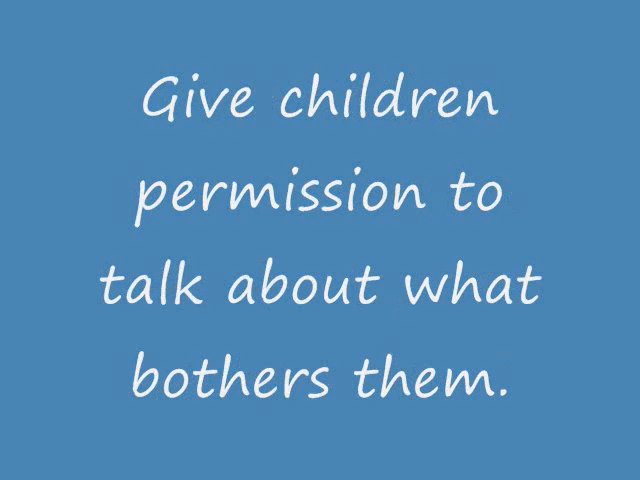 Give children
permission to
talk about what
bothers them.